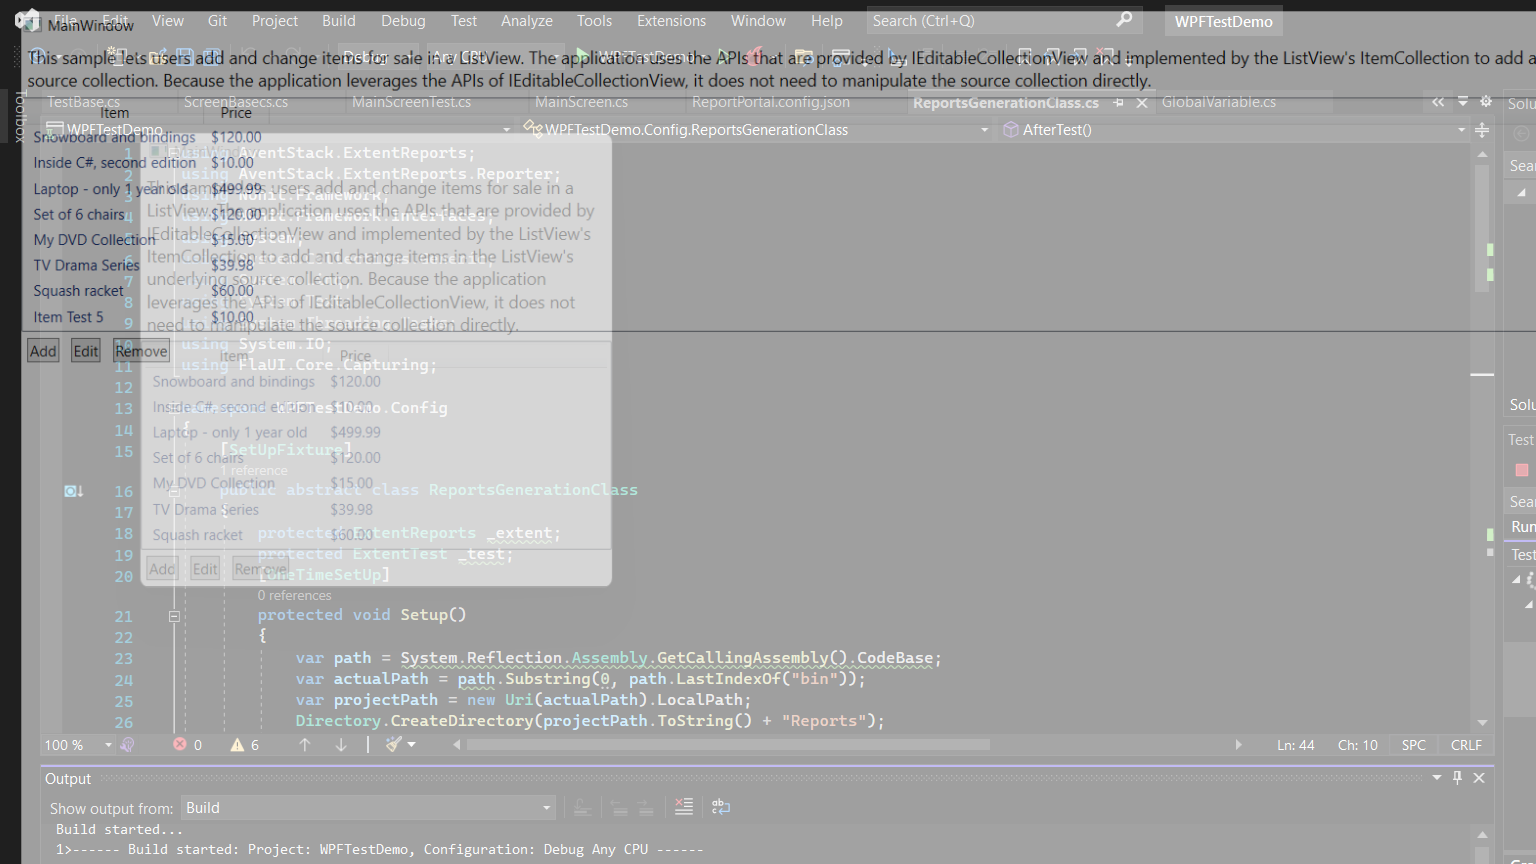 File Edit View Git Project Build Debug Test Analyze Tools Extensions Window Help Search (Ctrl+Q) WPFTestDemo
MainWindow
Debug Any CPU WPFTestDemo
This sample lets users add and change items for sale in a ListView. The application uses the APIs that are provided by IEditableCollectionView and implemented by the ListView's ItemCollection to add a
source collection. Because the application leverages the APIs of IEditableCollectionView, it does not need to manipulate the source collection directly.
TestBase.cs ScreenBasecs.cs MainScreenTest.cs MainScreen.cs ReportPortal.config.json ReportsGenerationClass.cs GlobalVariable.cs
Toolbox
WPFTestDemo WPFTestDemo.Config.ReportsGenerationClass AfterTest()
Item Price
Snowboard and bindings $120.00
Inside C#, second edition $10.00
Laptop - only 1 year old $499.99
Set of 6 chairs $120.00
My DVD Collection $15.00
TV Drama Series $39.98
Squash racket $60.00
Item Test 5 $10.00
Add Edit Remove
This sample lets users add and change items for sale in a
ListView. The application uses the APIs that are provided by
IEditableCollectionView and implemented by the ListView's
ItemCollection to add and change items in the ListView's
underlying source collection. Because the application
leverages the APIs of IEditableCollectionView, it does not
need to manipulate the source collection directly.
Item Price
Snowboard and bindings $120.00
Inside C#, second edition $10.00
Laptop - only 1 year old $499.99
Set of 6 chairs $120.00
My DVD Collection $15.00
TV Drama Series $39.98
Squash racket $60.00
Add Edit Remove
1 using AventStack.ExtentReports;
2 using AventStack.ExtentReports.Reporter;
3 using NUnit.Framework;
4 using NUnit.Framework.Interfaces;
5 using System;
6
7
8
9
10 using System.IO;
11 using FlaUI.Core.Capturing;
12
13 namespace WPFTestDemo.Config
14 {
15 [SetUpFixture]
1 reference
16 public abstract class ReportsGenerationClass
17 {
18 protected ExtentReports _extent;
19 protected ExtentTest _test;
20 [OneTimeSetUp]
0 references
21 protected void Setup()
22 {
23 var path = System.Reflection.Assembly.GetCallingAssembly().CodeBase;
24 var actualPath = path.Substring(0, path.LastIndexOf("bin"));
25 var projectPath = new Uri(actualPath).LocalPath;
26 Directory.CreateDirectory(projectPath.ToString() + "Reports");
100 % 0 6 Ln: 44 Ch: 10 SPC CRLF
Output
Show output from: Build
Build started...
1>------ Build started: Project: WPFTestDemo, Configuration: Debug Any CPU ------
Solu
Sear
Solu
Test
Sear
Run
Test